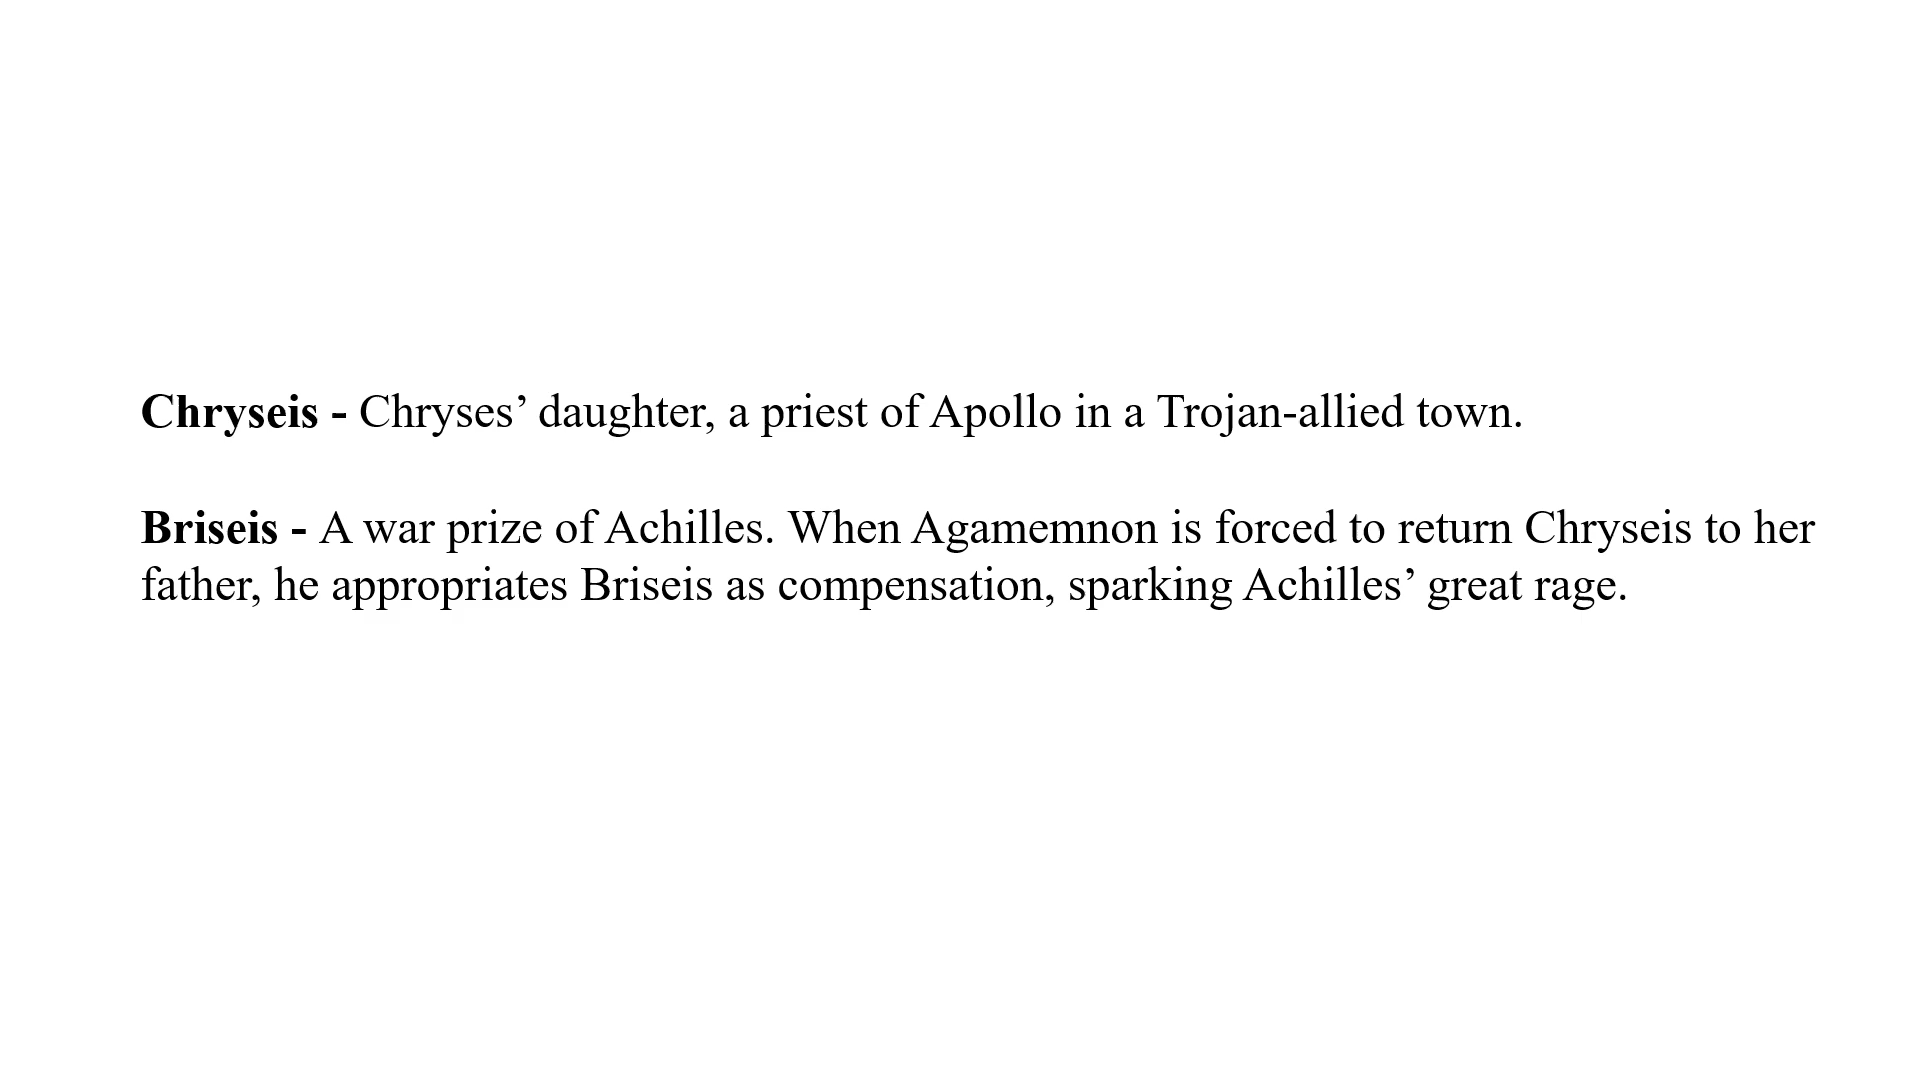 Chryseis - Chryses’ daughter, a priest of Apollo in a Trojan-allied town.
Briseis - A war prize of Achilles. When Agamemnon is forced to return Chryseis to her
father, he appropriates Briseis as compensation, sparking Achilles’ great rage.